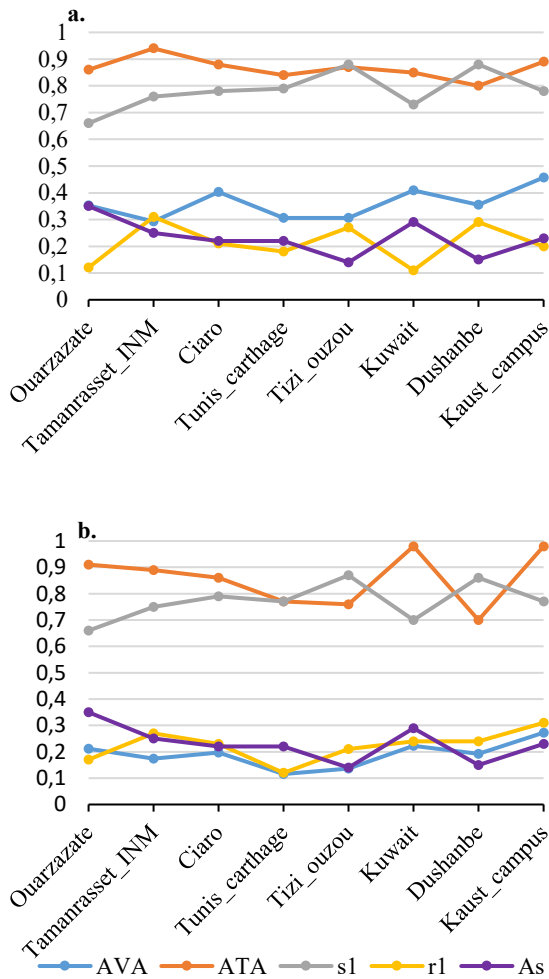 a.
1
0,9
0,8
0,7
0,6
0,5
0,4
0,3
0,2
0,1
0
Ouarzazate
Tamanrasset_INM
Ciaro
Tunis_carthage
Tizi_ouzou
Kuwait
Dushanbe
Kaust_campus
b.
1
0,9
0,8
0,7
0,6
0,5
0,4
0,3
0,2
0,1
0
Ouarzazate
Tamanrasset_INM
Ciaro
Tunis_carthage
Tizi_ouzou
Kuwait
Dushanbe
Kaust_campus
AVA ATA s1 r1 As